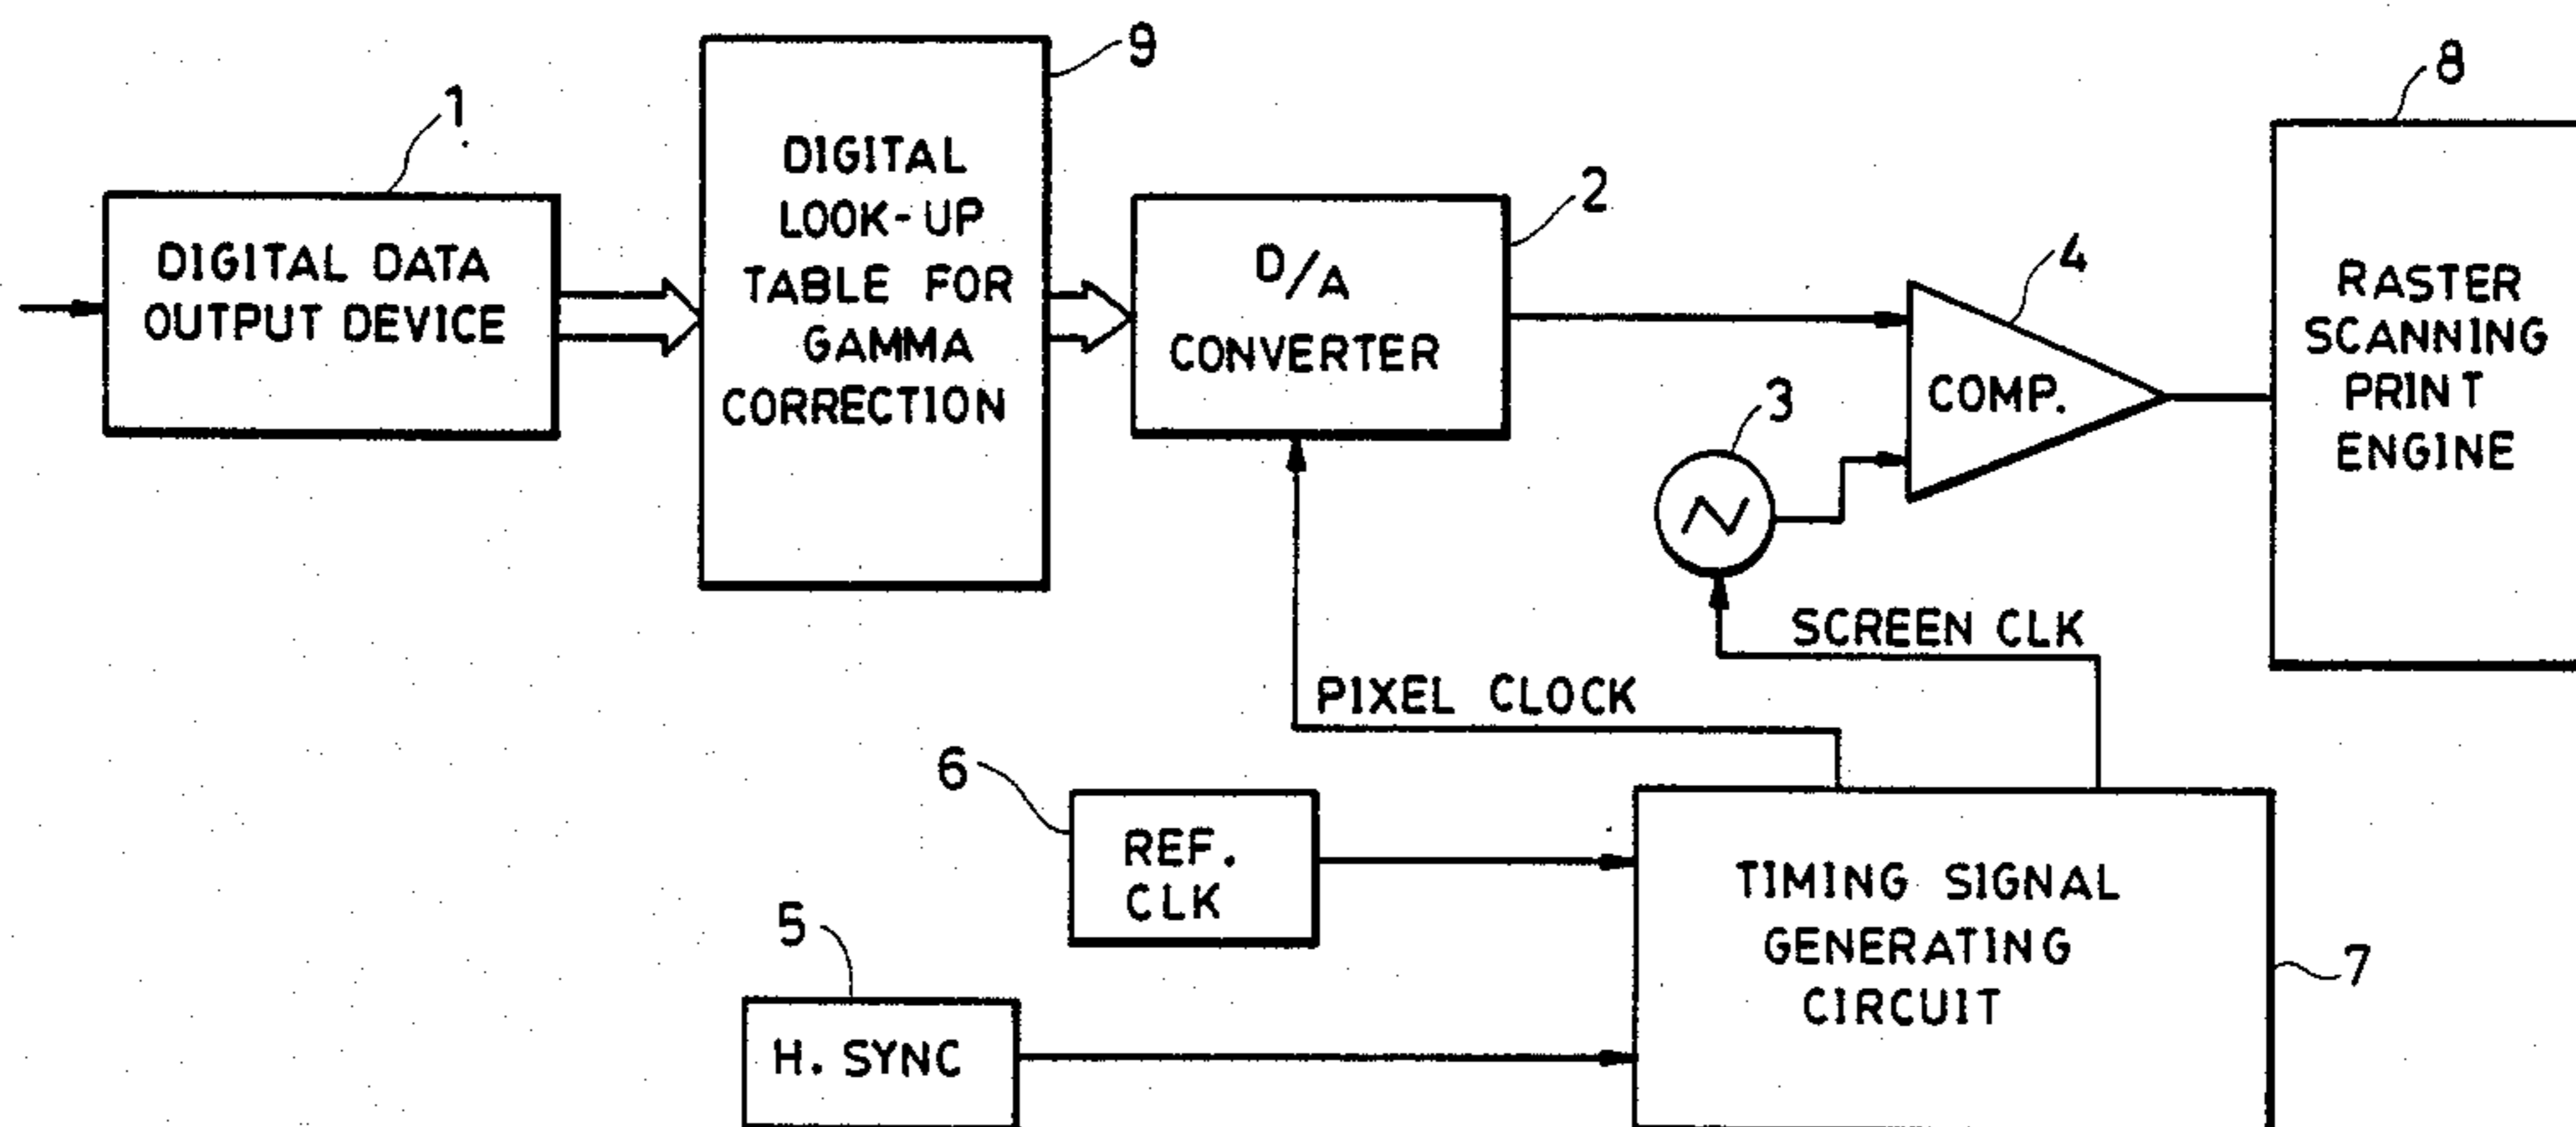 1
DIGITAL DATA
OUTPUT DEVICE
9
DIGITAL
LOOK-UP
TABLE FOR
GAMMA
CORRECTION
2
D/A
CONVERTER
4
COMP.
3
8
RASTER
SCANNING
PRINT
ENGINE
SCREEN CLK
PIXEL CLOCK
6
REF.
CLK
5
H. SYNC
TIMING SIGNAL
GENERATING
CIRCUIT
7